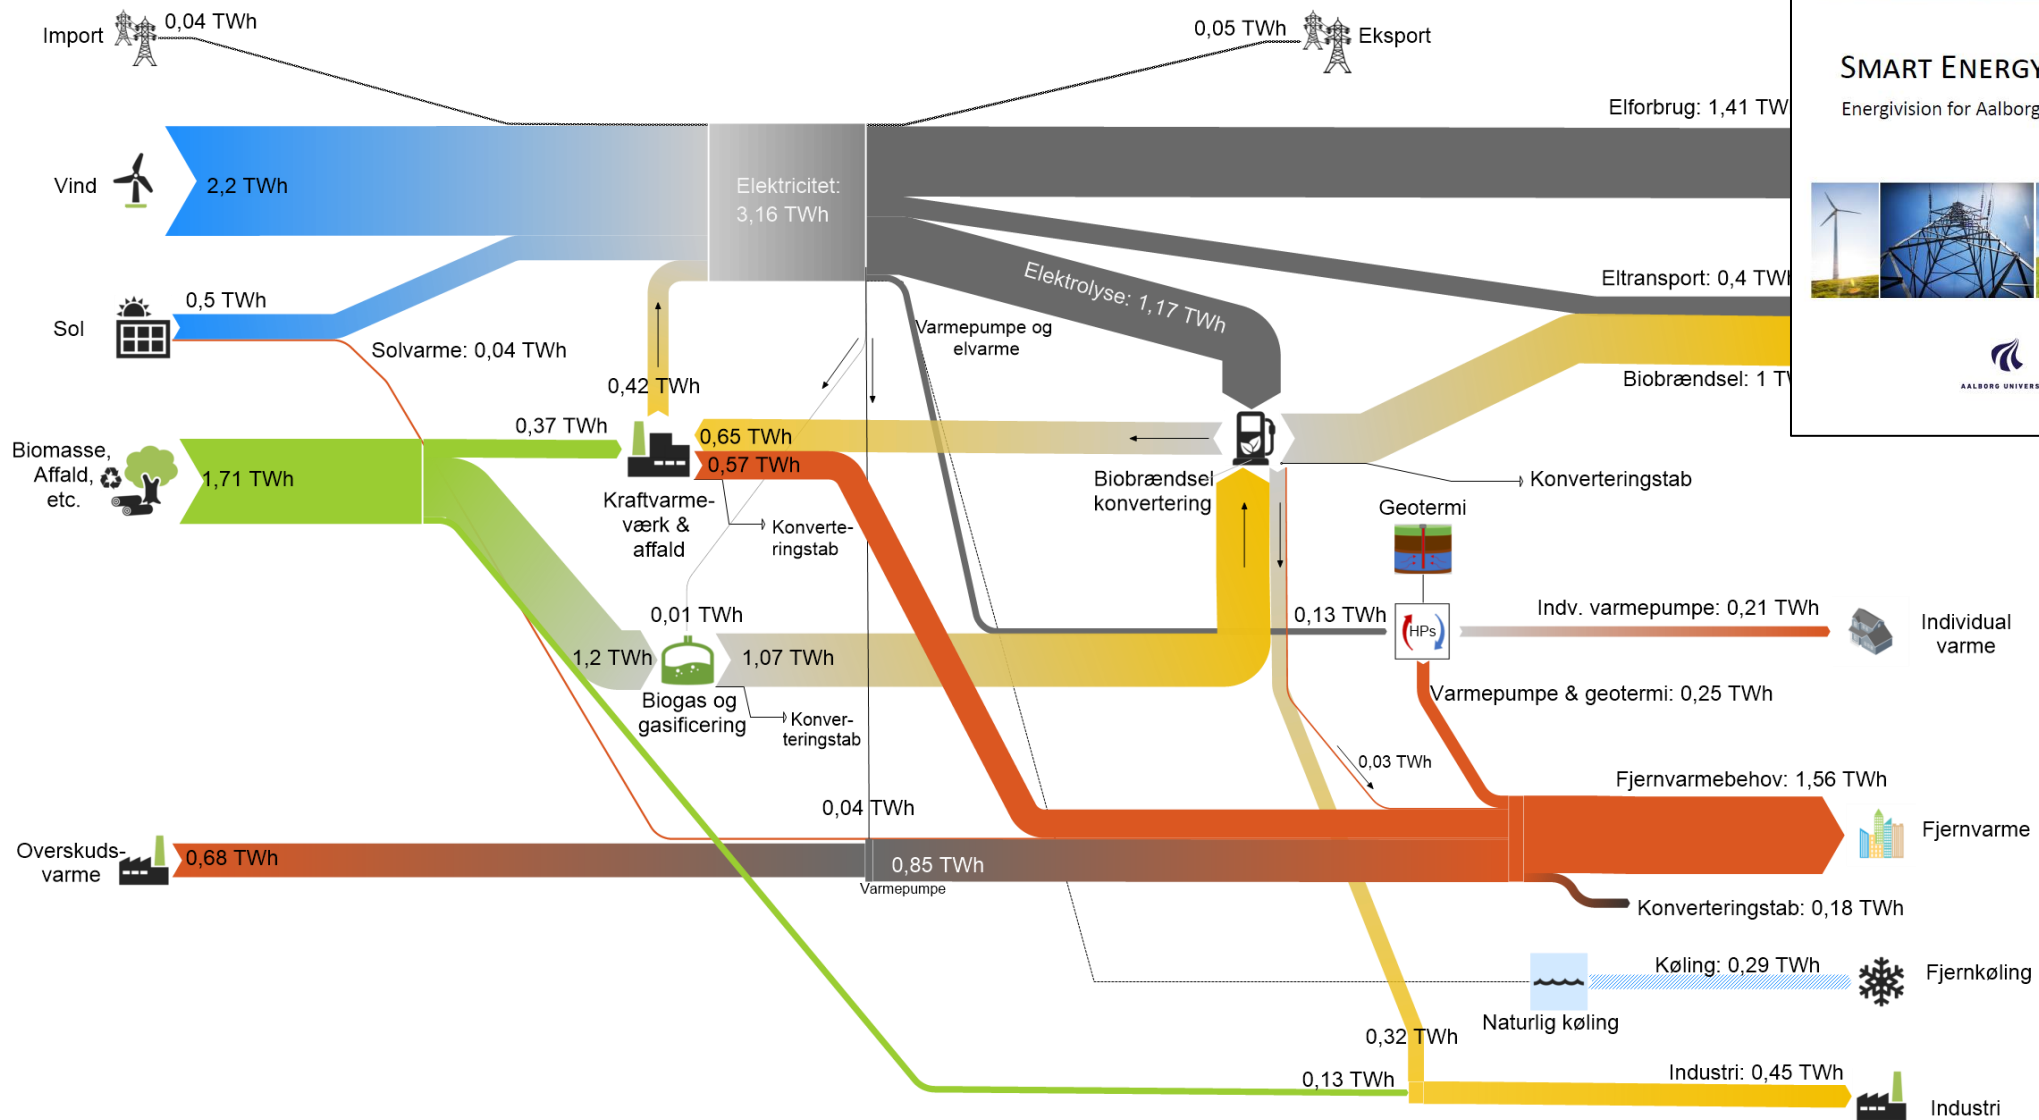 Import
0,04 TWh
0,05 TWh
Eksport
SMART ENERGY
Energivision for Aalborg
Elforbrug: 1,41 TW
Vind
2,2 TWh
Elektricitet:
3,16 TWh
Elektrolyse: 1,17 TWh
Eltransport: 0,4 TWh
0,5 TWh
Sol
Solvarme: 0,04 TWh
Varmepumpe og
elvarme
0,42 TWh
Biobrændsel: 1 TW
AALBORG UNIVERS
0,37 TWh
0,65 TWh
0,57 TWh
Biomasse,
Affald,
etc.
1,71 TWh
Kraftvarme-
værk &
affald
Konverte-
ringstab
Biobrændsel
konvertering
Konverteringstab
Geotermi
HPs
0,01 TWh
0,13 TWh
Indv. varmepumpe: 0,21 TWh
Individual
varme
1,2 TWh
1,07 TWh
Biogas og
gasificering
Konver-
teringstab
Varmepumpe & geotermi: 0,25 TWh
0,03 TWh
Fjernvarmebehov: 1,56 TWh
Fjernvarme
0,04 TWh
Overskuds-
varme
0,68 TWh
0,85 TWh
Varmepumpe
Konverteringstab: 0,18 TWh
Køling: 0,29 TWh
Fjernkøling
Naturlig køling
0,32 TWh
0,13 TWh
Industri: 0,45 TWh
Industri